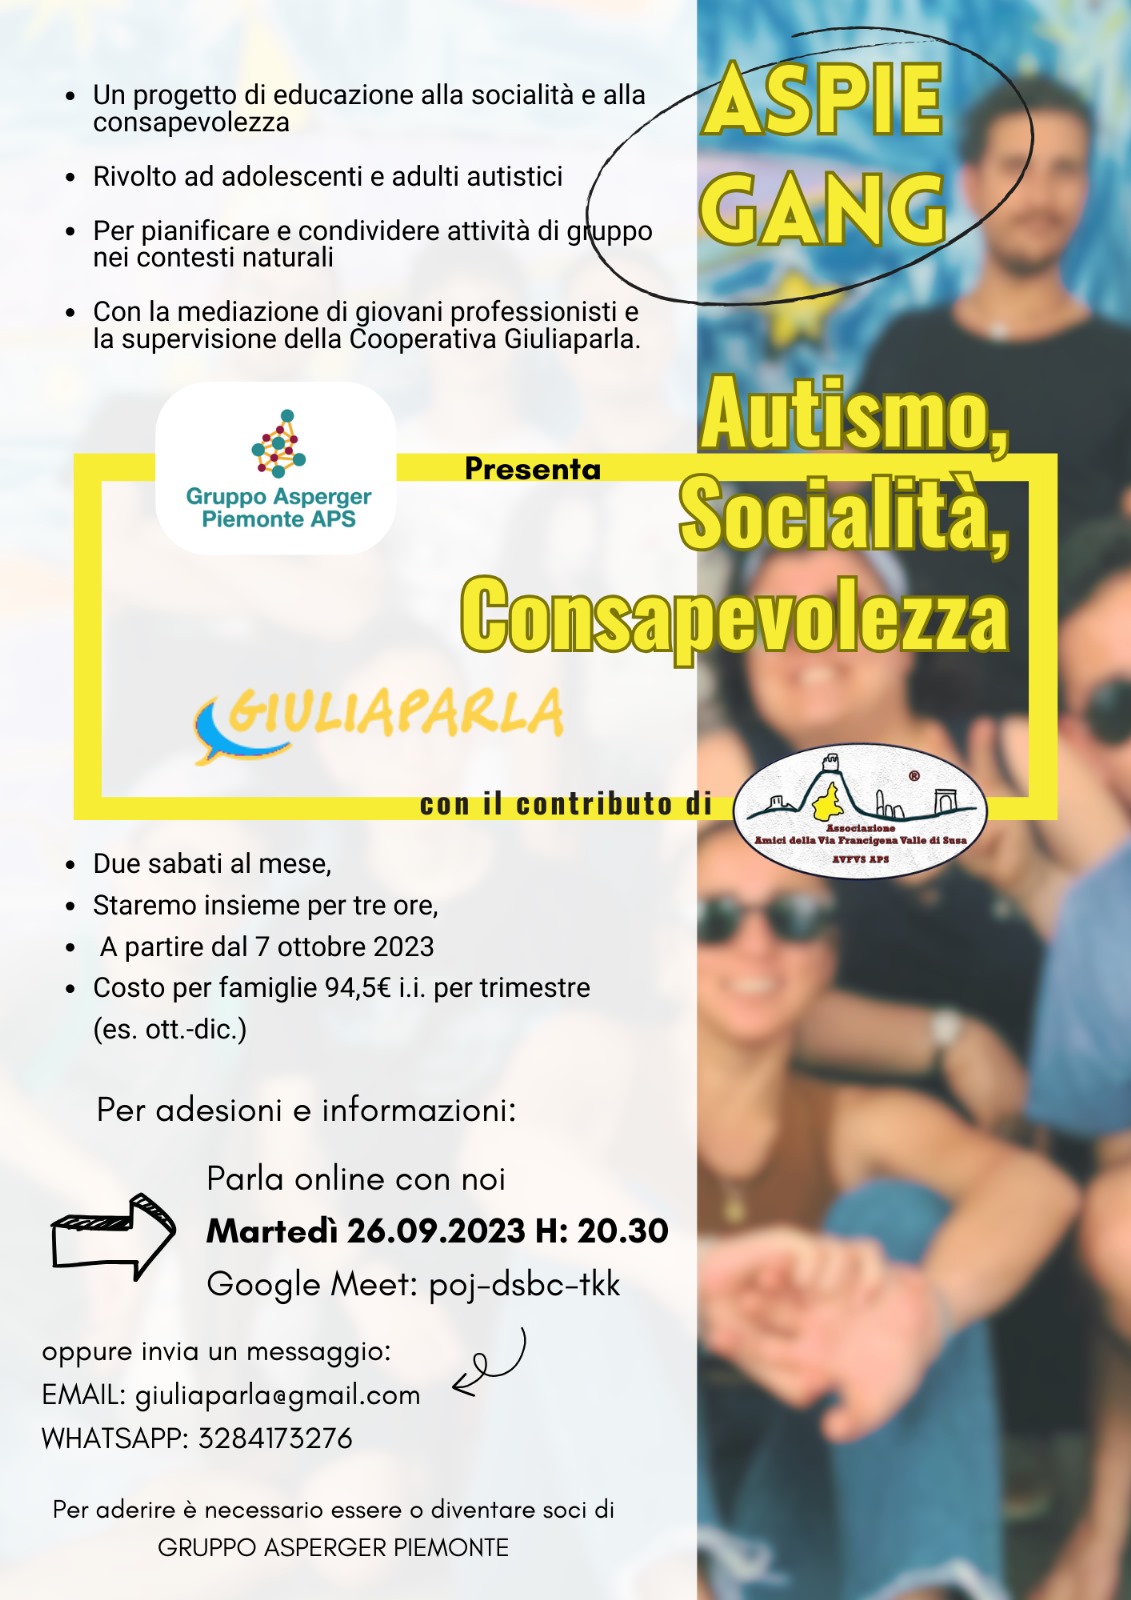 Un progetto di educazione alla socialità e alla
consapevolezza
Rivolto ad adolescenti e adulti autistici
Per pianificare e condividere attività di gruppo
nei contesti naturali
Con la mediazione di giovani professionisti e
la supervisione della Cooperativa Giuliaparla.
ASPIE
GANG
Gruppo Asperger
Piemonte APS
Presenta
Autismo,
Socialità,
Consapevolezza
GIULIAPARLA
con il contributo di
®
Associazione
Amici della Via Francigena Valle di Susa
AVFVS APS
Due sabati al mese,
Staremo insieme per tre ore,
A partire dal 7 ottobre 2023
Costo per famiglie 94,5€ i.i. per trimestre
(es. ott.-dic.)
Per adesioni e informazioni:
Parla online con noi
Martedì 26.09.2023 H: 20.30
Google Meet: poj-dsbc-tkk
oppure invia un messaggio:
EMAIL: giuliaparla@gmail.com
WHATSAPP: 3284173276
Per aderire è necessario essere o diventare soci di
GRUPPO ASPERGER PIEMONTE